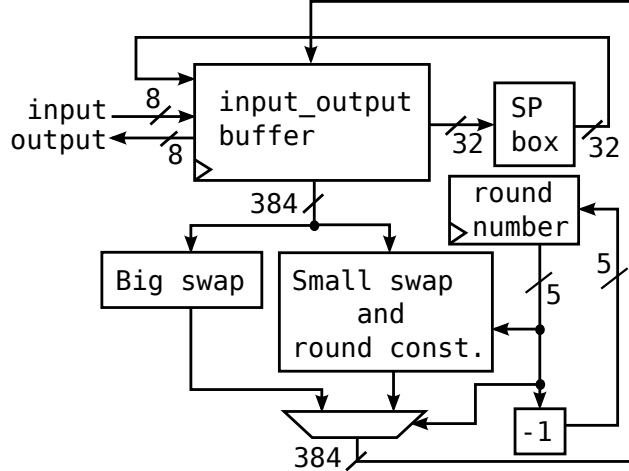 input
output
8
8
input_output
buffer
32
SP
box
32
384
round
number
5
5
Big swap
Small swap
and
round const.
-1
384